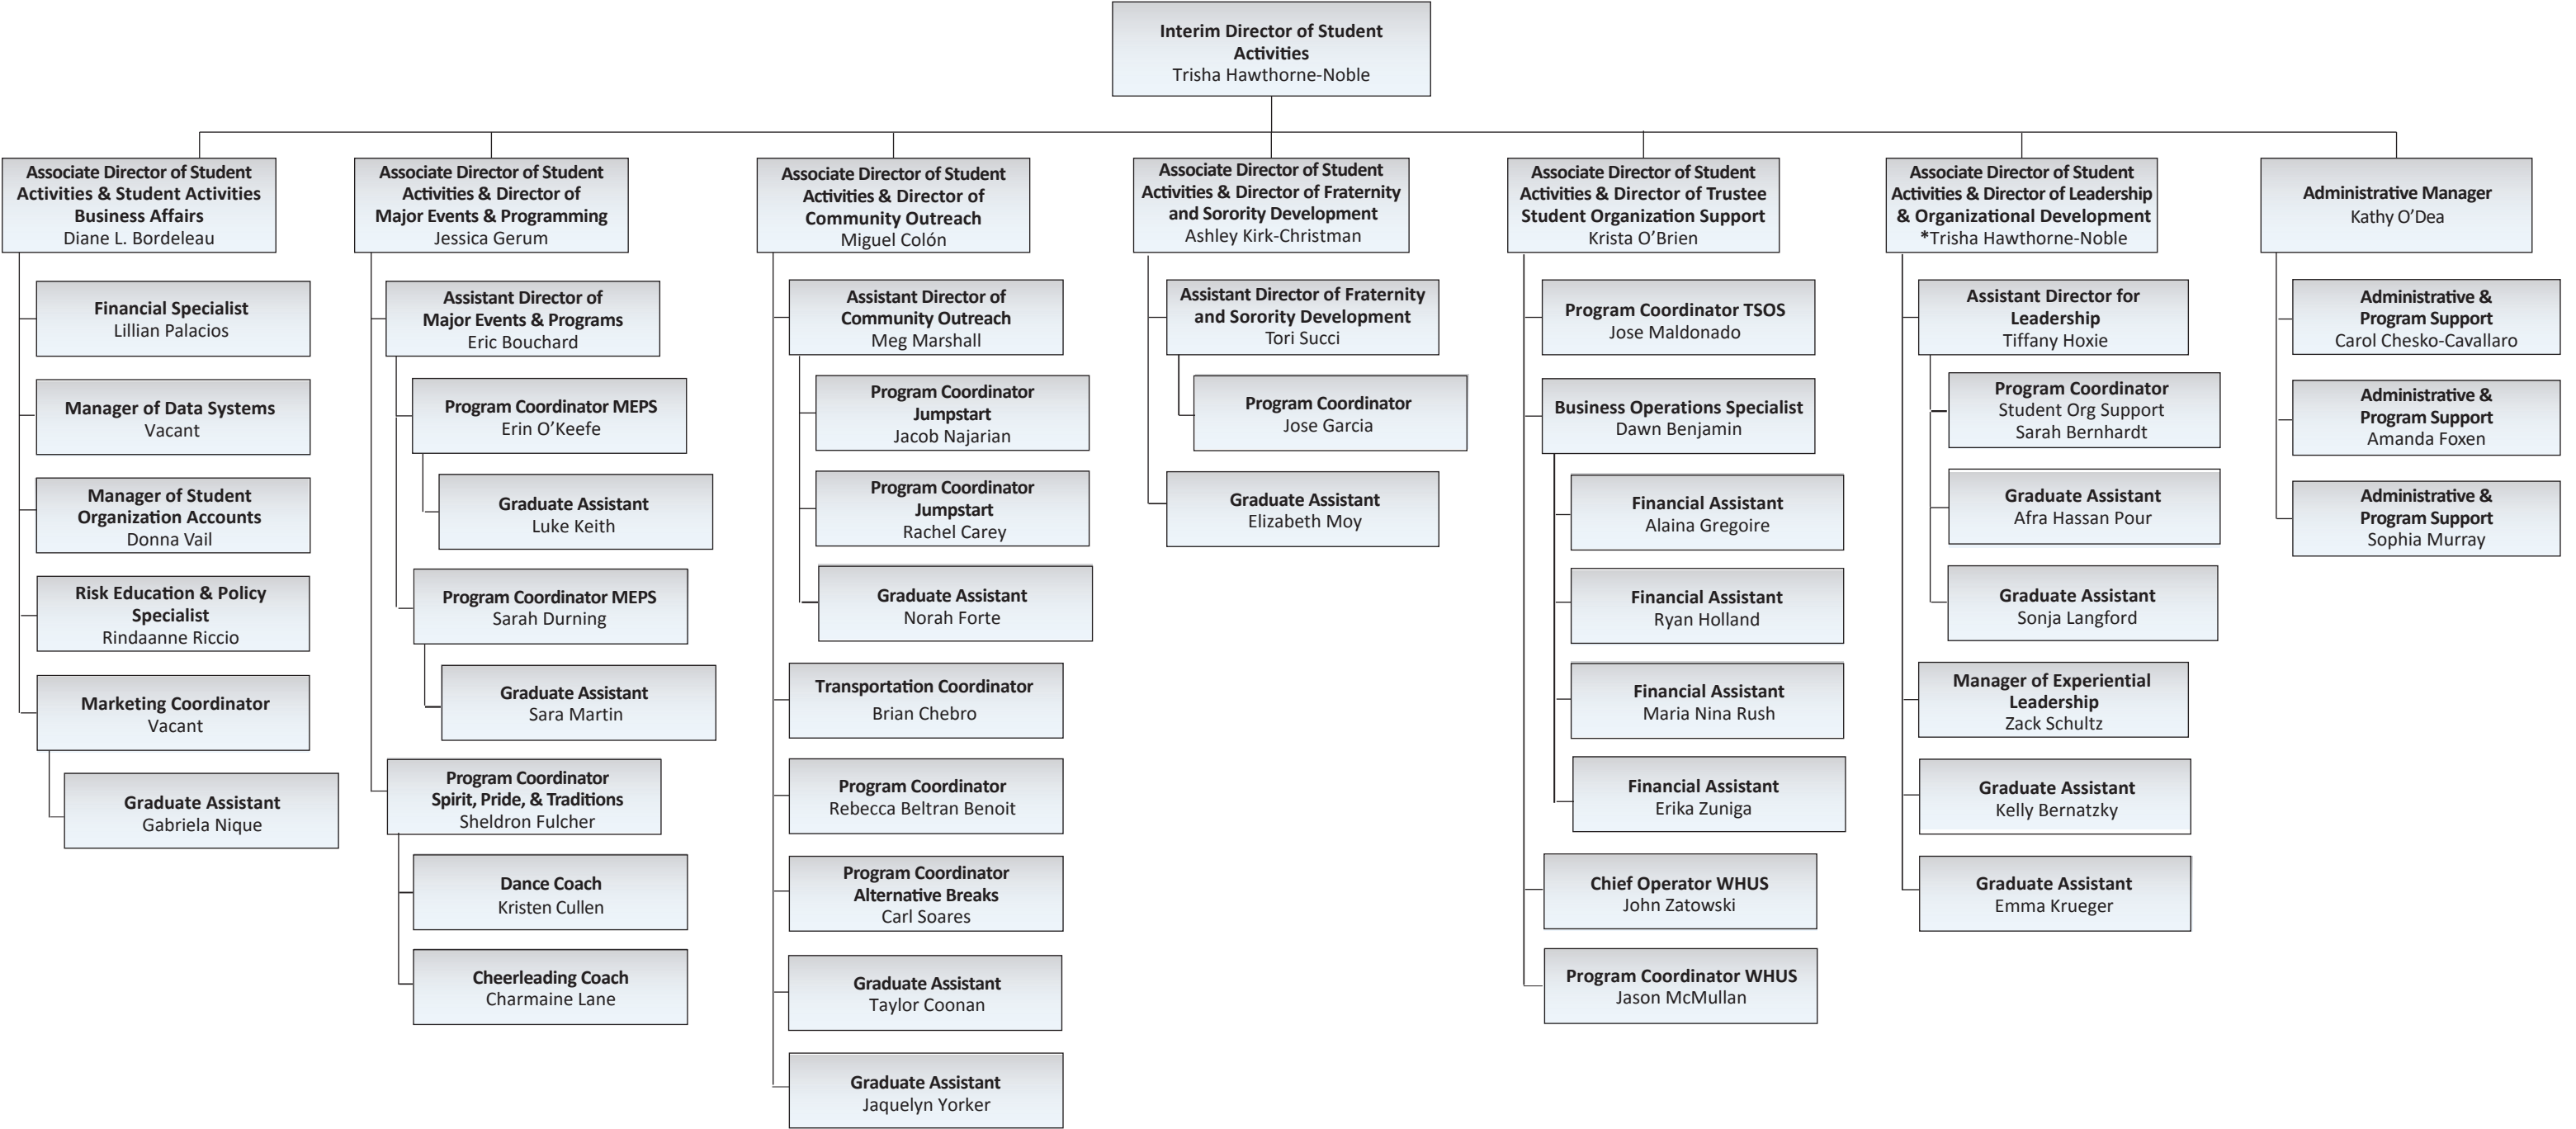 Interim Director of Student
Activities
Trisha Hawthorne-Noble
Associate Director of Student
Activities & Student Activities
Business Affairs
Diane L. Bordeleau
Financial Specialist
Lillian Palacios
Manager of Data Systems
Vacant
Manager of Student
Organization Accounts
Donna Vail
Risk Education & Policy
Specialist
Rindaanne Riccio
Marketing Coordinator
Vacant
Graduate Assistant
Gabriela Nique
Associate Director of Student
Activities & Director of
Major Events & Programming
Jessica Gerum
Assistant Director of
Major Events & Programs
Eric Bouchard
Program Coordinator MEPS
Erin O’Keefe
Graduate Assistant
Luke Keith
Program Coordinator MEPS
Sarah Durning
Graduate Assistant
Sara Martin
Program Coordinator
Spirit, Pride, & Traditions
Sheldron Fulcher
Dance Coach
Kristen Cullen
Cheerleading Coach
Charmaine Lane
Associate Director of Student
Activities & Director of
Community Outreach
Miguel Colón
Assistant Director of
Community Outreach
Meg Marshall
Program Coordinator
Jumpstart
Jacob Najarian
Program Coordinator
Jumpstart
Rachel Carey
Graduate Assistant
Norah Forte
Transportation Coordinator
Brian Chebro
Program Coordinator
Rebecca Beltran Benoit
Program Coordinator
Alternative Breaks
Carl Soares
Graduate Assistant
Taylor Coonan
Graduate Assistant
Jaquelyn Yorker
Associate Director of Student
Activities & Director of Fraternity
and Sorority Development
Ashley Kirk-Christman
Assistant Director of Fraternity
and Sorority Development
Tori Succi
Program Coordinator
Jose Garcia
Graduate Assistant
Elizabeth Moy
Associate Director of Student
Activities & Director of Trustee
Student Organization Support
Krista O’Brien
Program Coordinator TSOS
Jose Maldonado
Business Operations Specialist
Dawn Benjamin
Financial Assistant
Alaina Gregoire
Financial Assistant
Ryan Holland
Financial Assistant
Maria Nina Rush
Financial Assistant
Erika Zuniga
Chief Operator WHUS
John Zatowski
Program Coordinator WHUS
Jason McMullan
Associate Director of Student
Activities & Director of Leadership
& Organizational Development
*Trisha Hawthorne-Noble
Assistant Director for
Leadership
Tiffany Hoxie
Program Coordinator
Student Org Support
Sarah Bernhardt
Graduate Assistant
Afra Hassan Pour
Graduate Assistant
Sonja Langford
Manager of Experiential
Leadership
Zack Schultz
Graduate Assistant
Kelly Bernatzky
Graduate Assistant
Emma Krueger
Administrative Manager
Kathy O’Dea
Administrative &
Program Support
Carol Chesko-Cavallaro
Administrative &
Program Support
Amanda Foxen
Administrative &
Program Support
Sophia Murray